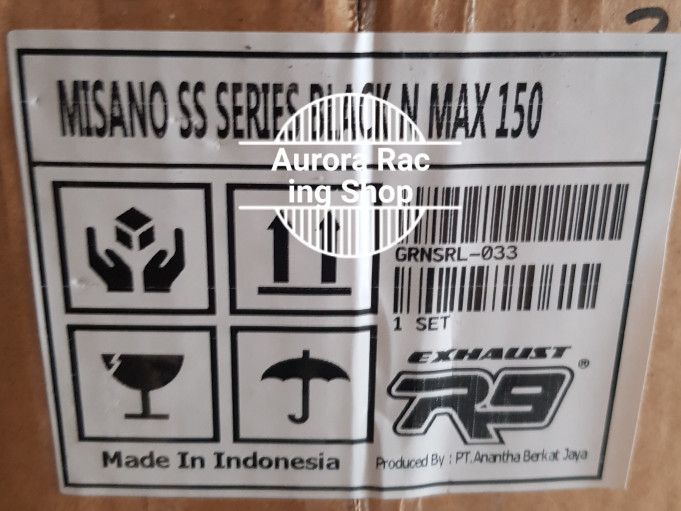 MISANO SS SERIES BLACK N MAX 150
Aurora Rac
ing Shop
GRNSRL-033
1 SET
EXHAUST
R9®
Made In Indonesia
Produced By : PT.Anantha Berkat Jaya